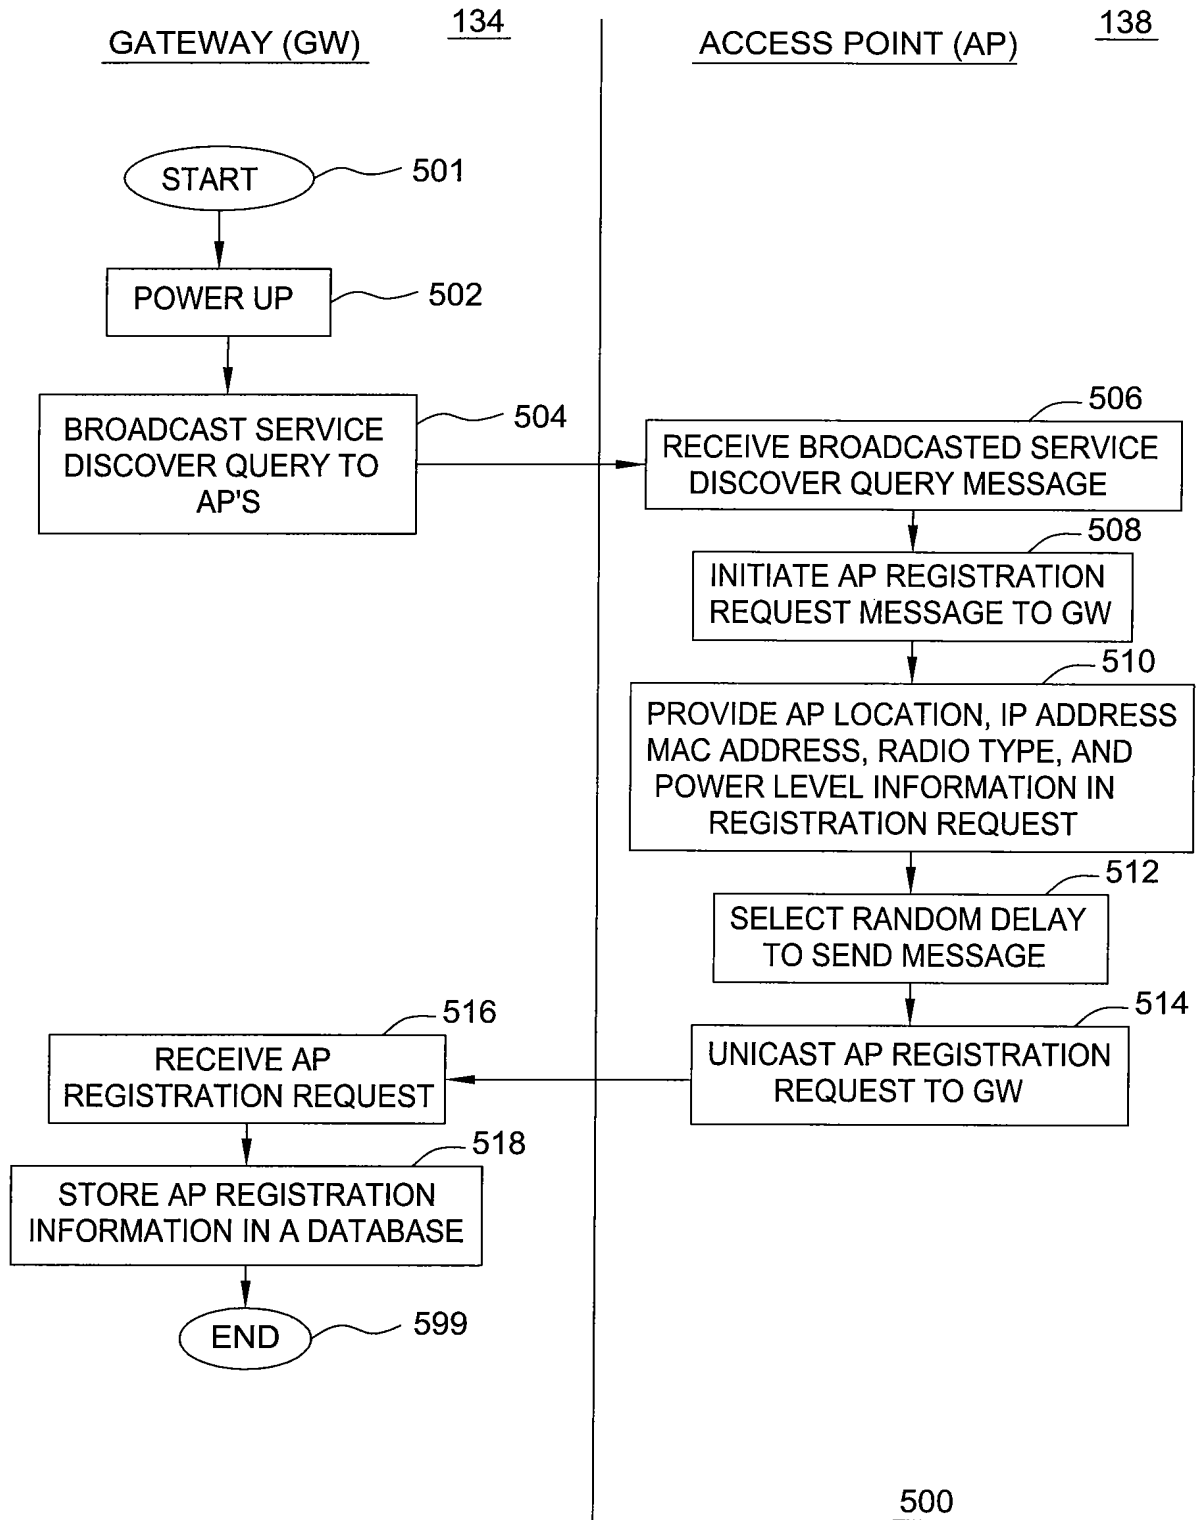 134
GATEWAY (GW)
138
ACCESS POINT (AP)
START
501
POWER UP
502
BROADCAST SERVICE
DISCOVER QUERY TO
AP'S
504
506
RECEIVE BROADCASTED SERVICE
DISCOVER QUERY MESSAGE
508
INITIATE AP REGISTRATION
REQUEST MESSAGE TO GW
510
PROVIDE AP LOCATION, IP ADDRESS
MAC ADDRESS, RADIO TYPE, AND
POWER LEVEL INFORMATION IN
REGISTRATION REQUEST
512
SELECT RANDOM DELAY
TO SEND MESSAGE
514
UNICAST AP REGISTRATION
REQUEST TO GW
516
RECEIVE AP
REGISTRATION REQUEST
518
STORE AP REGISTRATION
INFORMATION IN A DATABASE
END
599
500